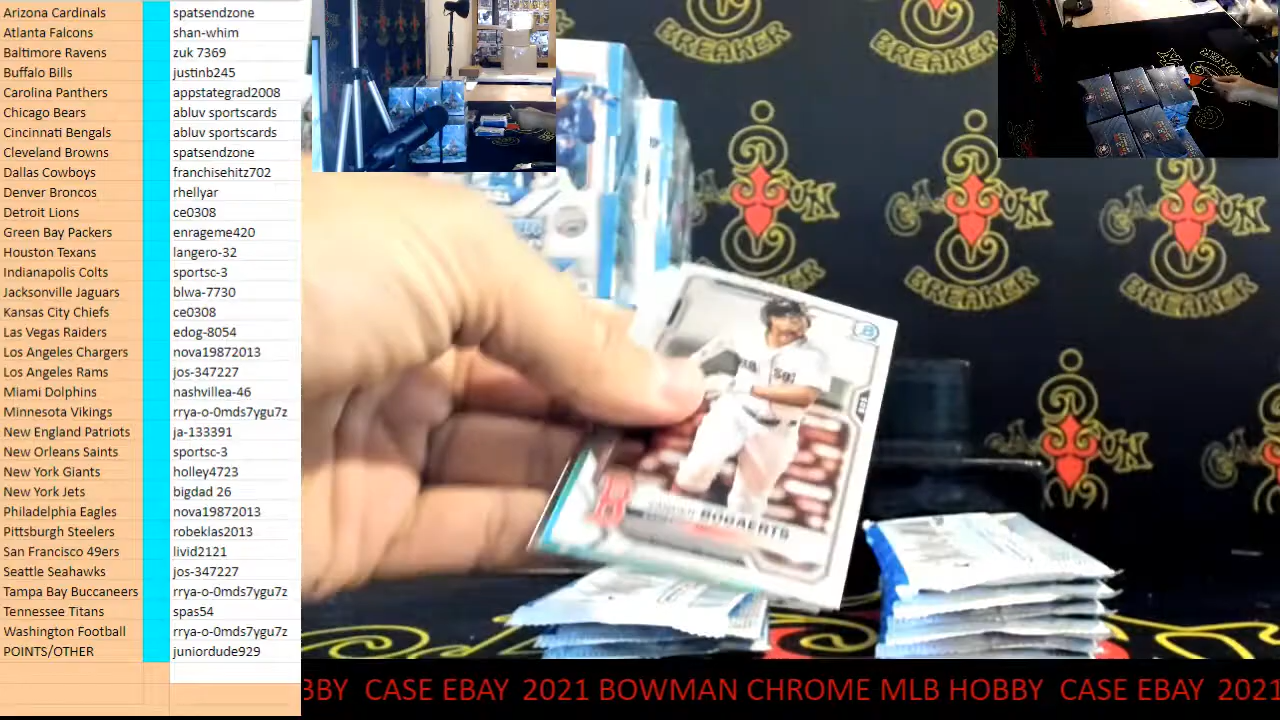 Arizona Cardinals spatsendzone
Atlanta Falcons shan-whim
Baltimore Ravens zuk 7369
Buffalo Bills justinb245
Carolina Panthers appstategrad2008
Chicago Bears abluv sportscards
Cincinnati Bengals abluv sportscards
Cleveland Browns spatsendzone
Dallas Cowboys franchisehitz702
Denver Broncos rhellyar
Detroit Lions ce0308
Green Bay Packers enrageme420
Houston Texans langero-32
Indianapolis Colts sportsc-3
Jacksonville Jaguars blwa-7730
Kansas City Chiefs ce0308
Las Vegas Raiders edog-8054
Los Angeles Chargers nova19872013
Los Angeles Rams jos-347227
Miami Dolphins nashvillea-46
Minnesota Vikings rrya-o-0mds7ygu7z
New England Patriots ja-133391
New Orleans Saints sportsc-3
New York Giants holley4723
New York Jets bigdad 26
Philadelphia Eagles nova19872013
Pittsburgh Steelers robeklas2013
San Francisco 49ers livid2121
Seattle Seahawks jos-347227
Tampa Bay Buccaneers rrya-o-0mds7ygu7z
Tennessee Titans spas54
Washington Football rrya-o-0mds7ygu7z
POINTS/OTHER juniordude929
BREAKER
BREAKER
CAJUN
BREAKER
CAJUN
BREAKER
BREAKER
BREAKER
BOGAERTS
BBY CASE EBAY 2021 BOWMAN CHROME MLB HOBBY CASE EBAY 2021